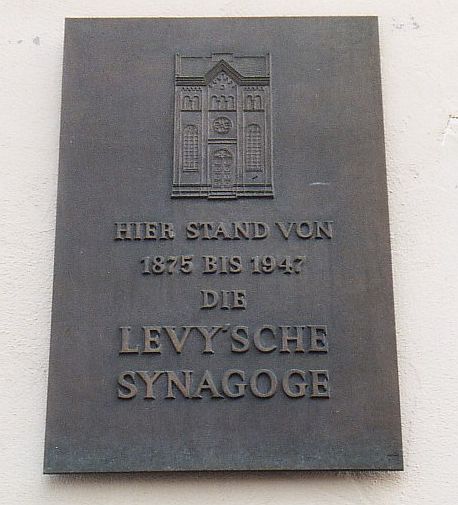 HIER STAND VON
1875 BIS 1947
DIE
LEVY'SCHE
SYNAGOGE